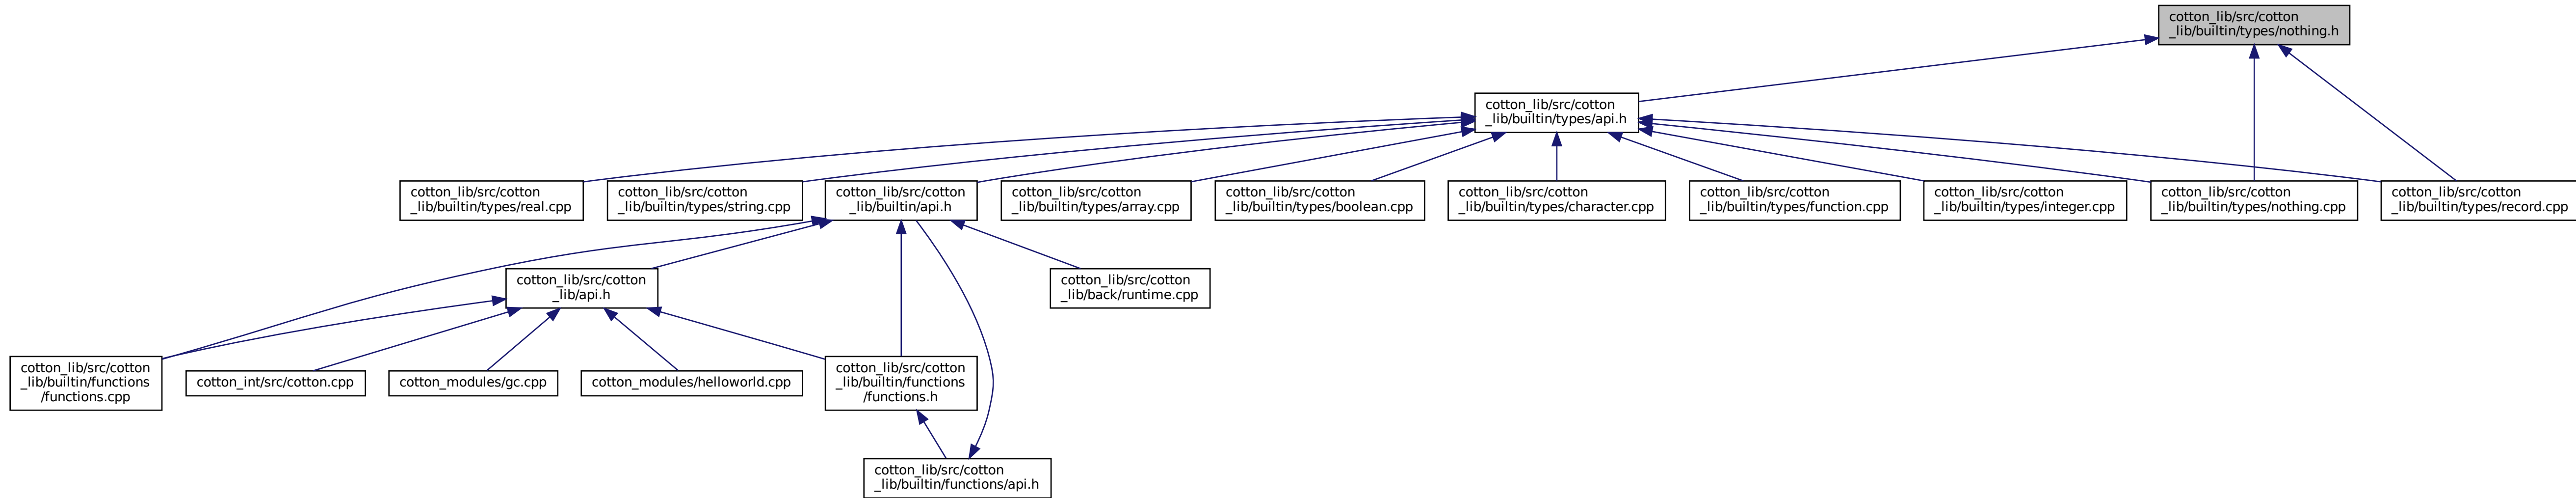 cotton_lib/src/cotton
_lib/builtin/types/nothing.h
cotton_lib/src/cotton
_lib/builtin/types/api.h
cotton_lib/src/cotton
_lib/builtin/types/real.cpp
cotton_lib/src/cotton
_lib/builtin/types/string.cpp
cotton_lib/src/cotton
_lib/builtin/api.h
cotton_lib/src/cotton
_lib/builtin/types/array.cpp
cotton_lib/src/cotton
_lib/builtin/types/boolean.cpp
cotton_lib/src/cotton
_lib/builtin/types/character.cpp
cotton_lib/src/cotton
_lib/builtin/types/function.cpp
cotton_lib/src/cotton
_lib/builtin/types/integer.cpp
cotton_lib/src/cotton
_lib/builtin/types/nothing.cpp
cotton_lib/src/cotton
_lib/builtin/types/record.cpp
cotton_lib/src/cotton
_lib/api.h
cotton_lib/src/cotton
_lib/back/runtime.cpp
cotton_lib/src/cotton
_lib/builtin/functions
/functions.cpp
cotton_int/src/cotton.cpp
cotton_modules/gc.cpp
cotton_modules/helloworld.cpp
cotton_lib/src/cotton
_lib/builtin/functions
/functions.h
cotton_lib/src/cotton
_lib/builtin/functions/api.h